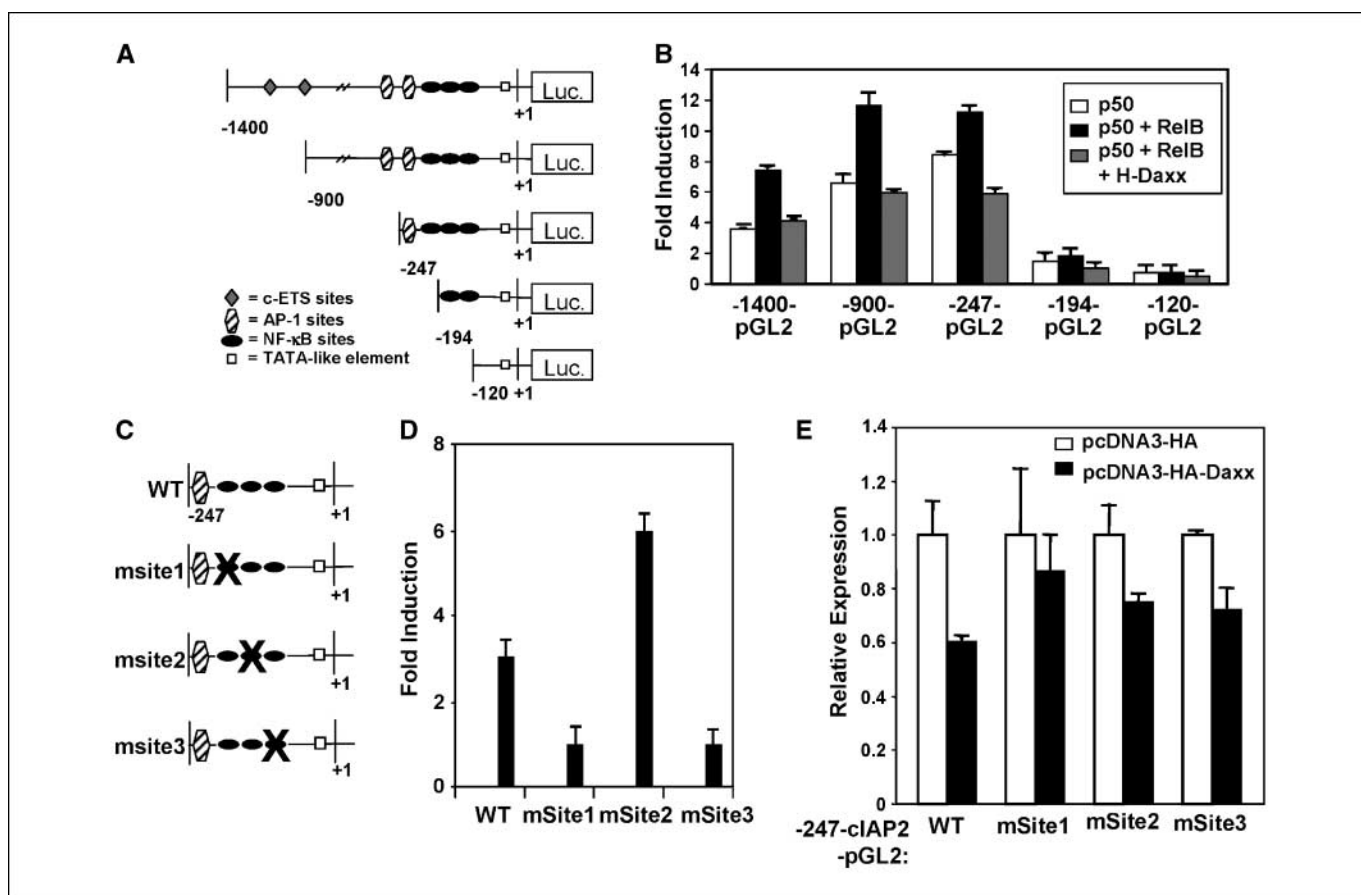 A
Luc.
-1400
+1
Luc.
-900
+1
Luc.
-247
+1
Luc.
-194
+1
Luc.
-120 +1
= c-ETS sites
= AP-1 sites
= NF-κB sites
= TATA-like element
B
Fold Induction
14
12
10
8
6
4
2
0
p50
p50 + RelB
p50 + RelB
+ H-Daxx
-1400- -900- -247- -194- -120-
pGL2 pGL2 pGL2 pGL2 pGL2
C
WT
-247
+1
msite1
+1
msite2
+1
msite3
+1
D
Fold Induction
8
6
4
2
0
WT mSite1 mSite2 mSite3
E
Relative Expression
1.4
1.2
1.0
0.8
0.6
0.4
0.2
0
pcDNA3-HA
pcDNA3-HA-Daxx
-247-cIAP2 WT mSite1 mSite2 mSite3
-pGL2: